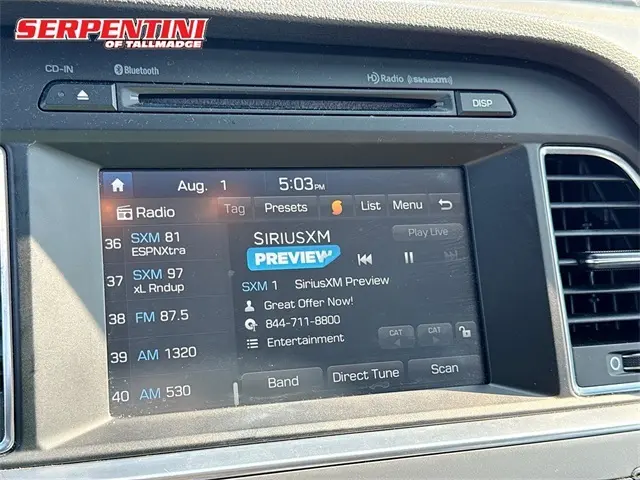 SERPENTINI
OF TALLMADGE
CD-IN
Bluetooth
HD Radio
((SiriusXM))
DISP
Aug. 1
5:03 PM
Radio
Tag
Presets
List
Menu
36
SXM 81
ESPNXtra
37
SXM 97
xL Rndup
38
FM 87.5
39
AM 1320
40
AM 530
SIRIUSXM
PREVIEW
Play Live
SXM 1
SiriusXM Preview
Great Offer Now!
844-711-8800
Entertainment
CAT
CAT
Band
Direct Tune
Scan